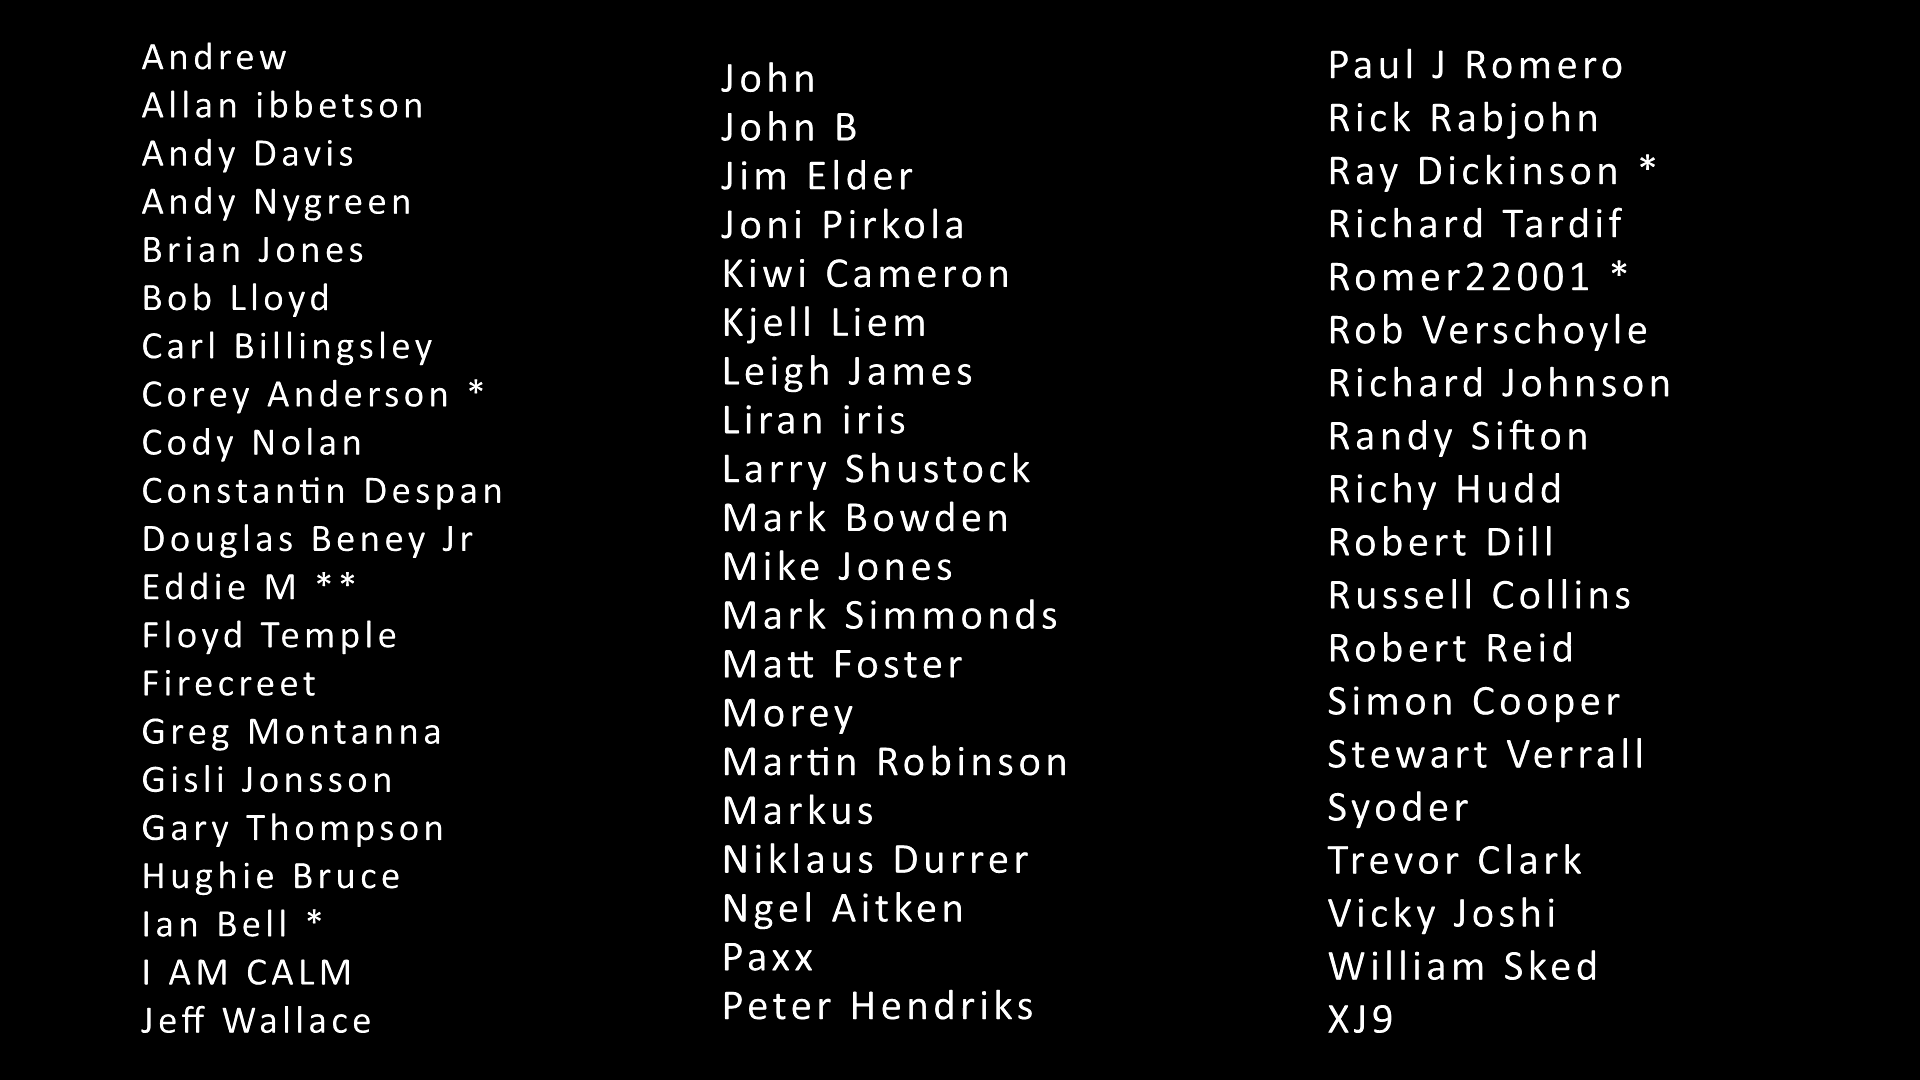 Andrew
Allan ibbetson
Andy Davis
Andy Nygreen
Brian Jones
Bob Lloyd
Carl Billingsley
Corey Anderson *
Cody Nolan
Constantin Despan
Douglas Beney Jr
Eddie M **
Floyd Temple
Firecreet
Greg Montanna
Gisli Jonsson
Gary Thompson
Hughie Bruce
Ian Bell *
I AM CALM
Jeff Wallace
John
John B
Jim Elder
Joni Pirkola
Kiwi Cameron
Kjell Liem
Leigh James
Liran iris
Larry Shustock
Mark Bowden
Mike Jones
Mark Simmonds
Matt Foster
Morey
Martin Robinson
Markus
Niklaus Durrer
Ngel Aitken
Paxx
Peter Hendriks
Paul J Romero
Rick Rabjohn
Ray Dickinson *
Richard Tardif
Romer22001 *
Rob Verschoyle
Richard Johnson
Randy Sifton
Richy Hudd
Robert Dill
Russell Collins
Robert Reid
Simon Cooper
Stewart Verrall
Syoder
Trevor Clark
Vicky Joshi
William Sked
XJ9